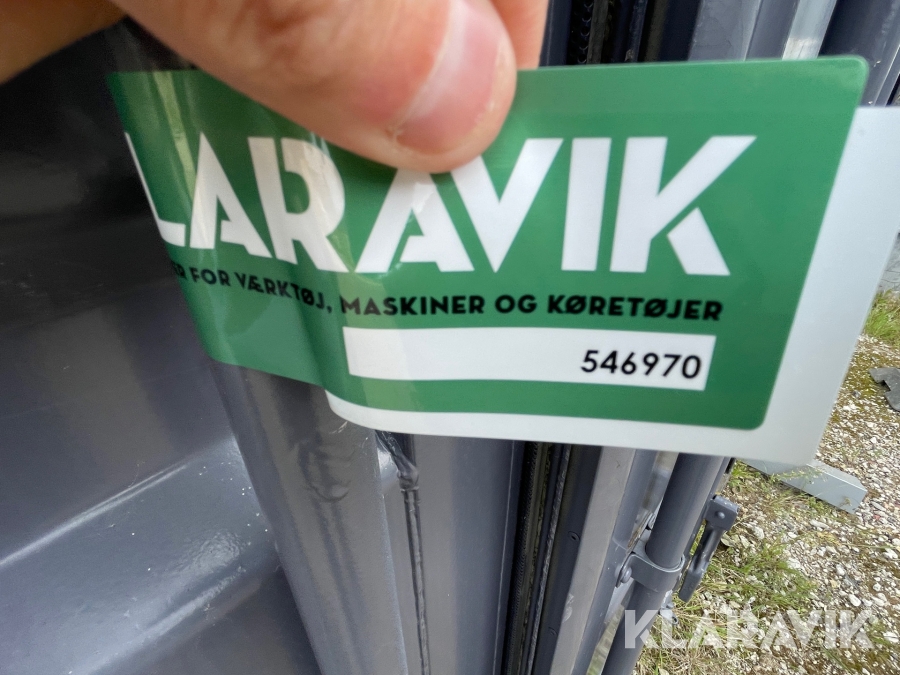 LARAVIK
ER FOR VÆRKTØJ, MASKINER OG KØRETØJER
546970
KLARAVIK